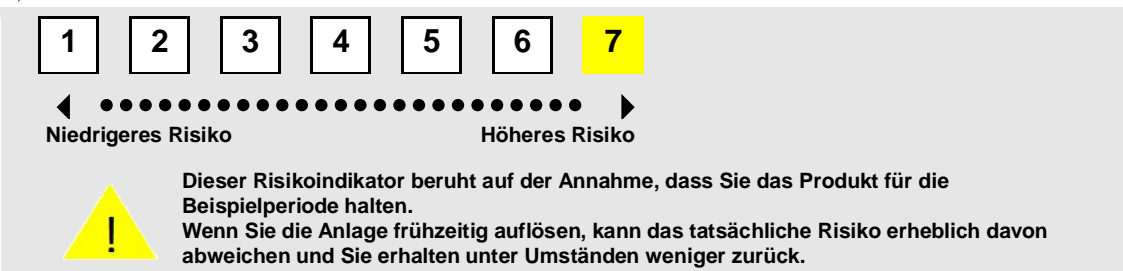 1 2 3 4 5 6 7
Niedrigeres Risiko Höheres Risiko
!
Dieser Risikoindikator beruht auf der Annahme, dass Sie das Produkt für die
Beispielperiode halten.
Wenn Sie die Anlage frühzeitig auflösen, kann das tatsächliche Risiko erheblich davon
abweichen und Sie erhalten unter Umständen weniger zurück.